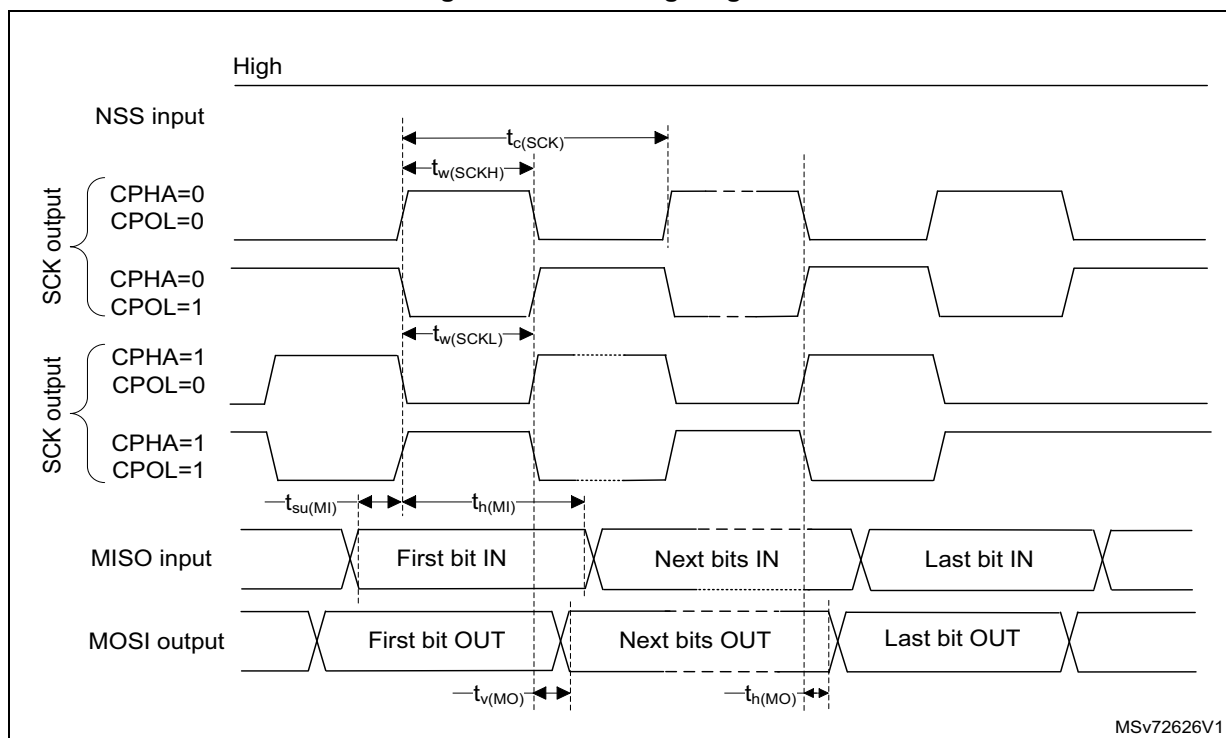 High
NSS input
tc(SCK)
tw(SCKH)
SCK output
CPHA=0
CPOL=0
CPHA=0
CPOL=1
tw(SCKL)
SCK output
CPHA=1
CPOL=0
CPHA=1
CPOL=1
tsu(MI)
th(MI)
MISO input
First bit IN
Next bits IN
Last bit IN
MOSI output
First bit OUT
Next bits OUT
Last bit OUT
tv(MO)
th(MO)
MSv72626V1